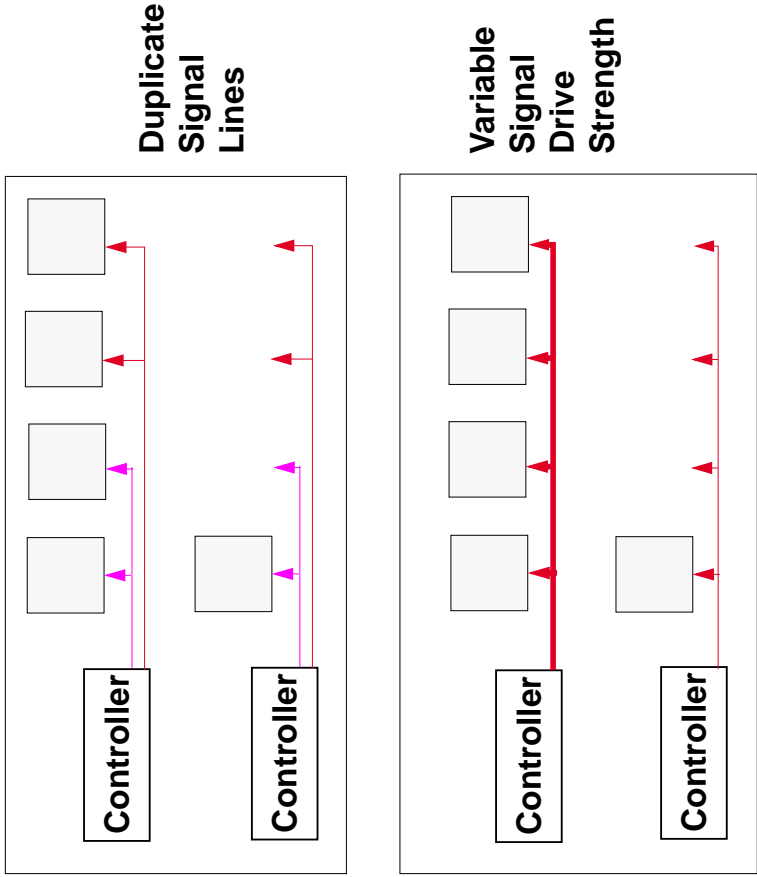 Duplicate
Signal
Lines
Controller
Controller
Variable
Signal
Drive
Strength
Controller
Controller